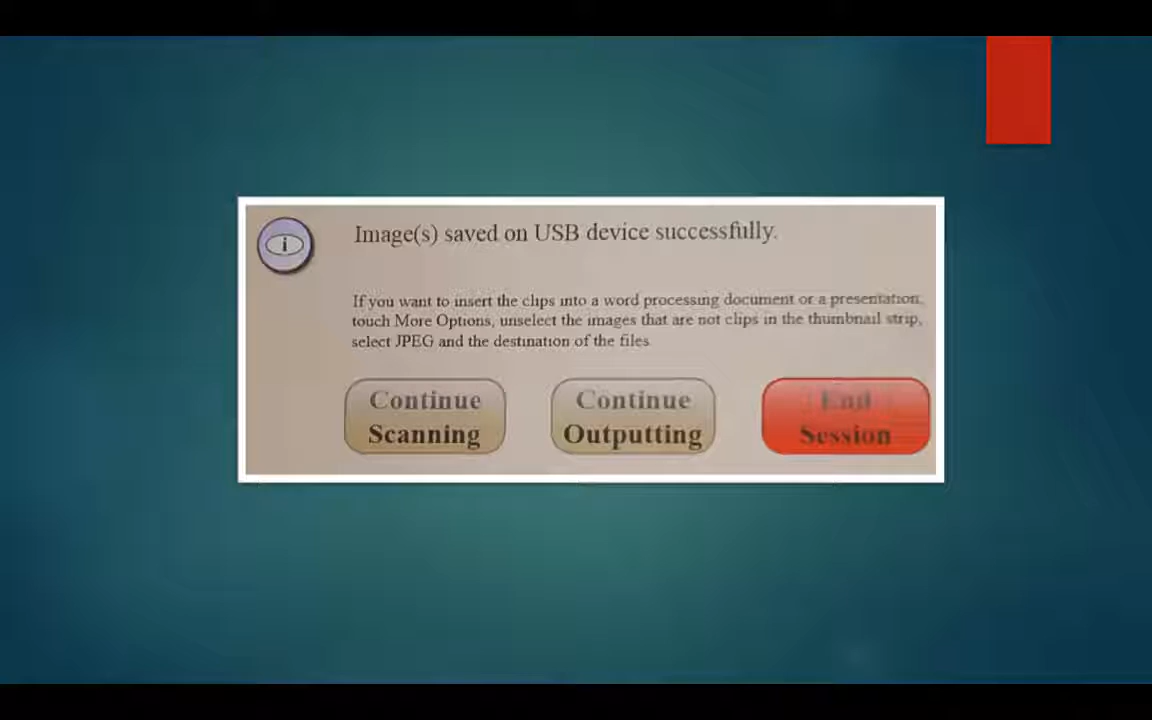 i
Image(s) saved on USB device successfully.
If you want to insert the clips into a word processing document or a presentation,
touch More Options, unselect the images that are not clips in the thumbnail strip,
select JPEG and the destination of the files
Continue
Scanning
Continue
Outputting
End
Session